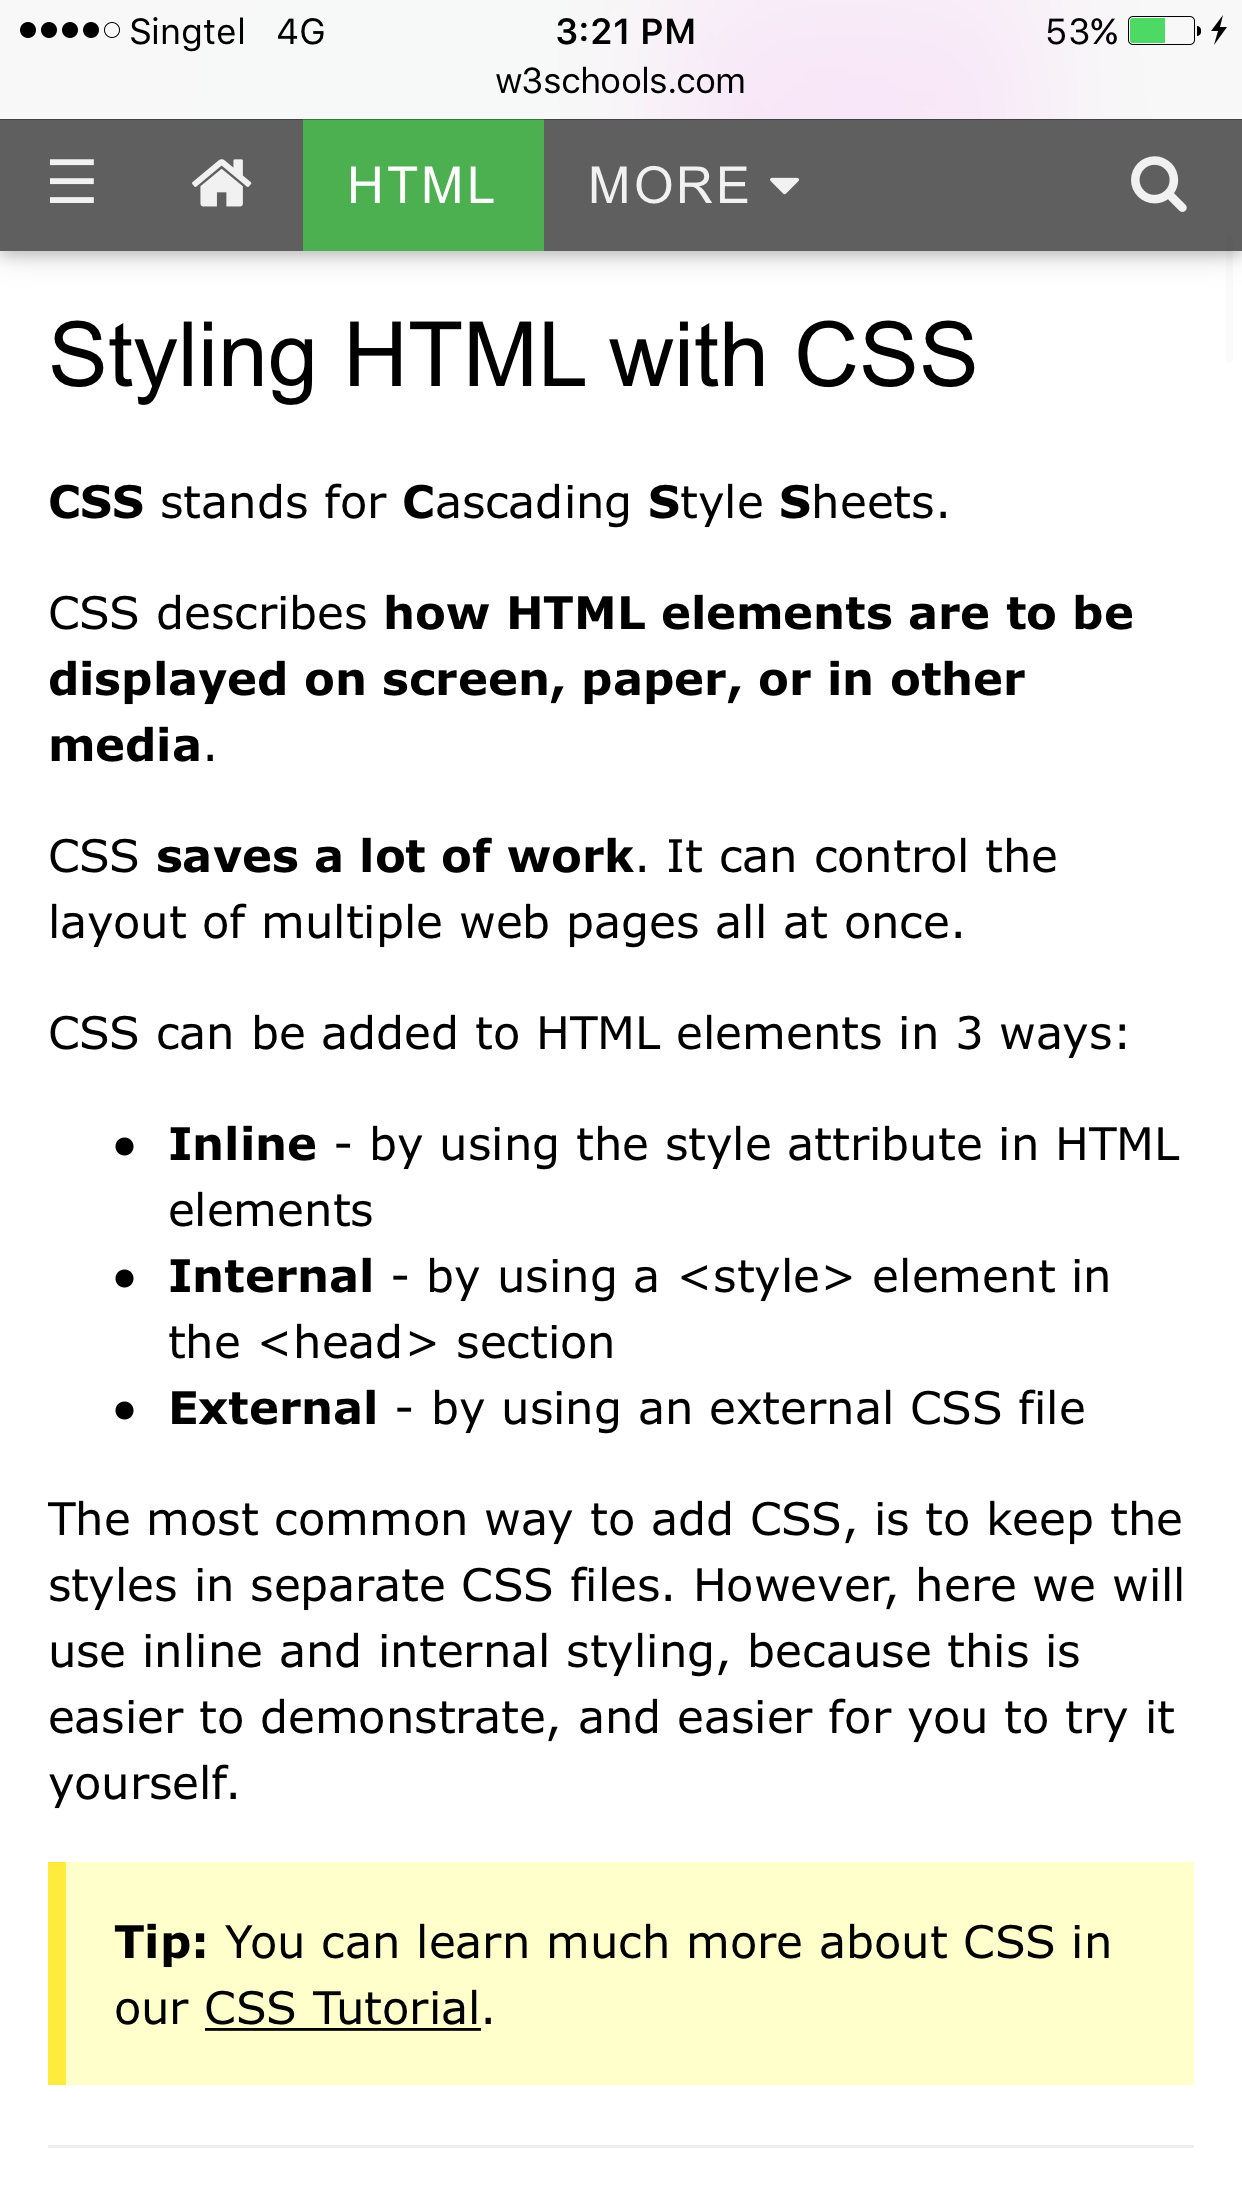 Singtel 4G 3:21 PM 53%
w3schools.com
HTML MORE
Styling HTML with CSS
CSS stands for Cascading Style Sheets.
CSS describes how HTML elements are to be
displayed on screen, paper, or in other
media.
CSS saves a lot of work. It can control the
layout of multiple web pages all at once.
CSS can be added to HTML elements in 3 ways:
• Inline - by using the style attribute in HTML
elements
• Internal - by using a <style> element in
the <head> section
• External - by using an external CSS file
The most common way to add CSS, is to keep the
styles in separate CSS files. However, here we will
use inline and internal styling, because this is
easier to demonstrate, and easier for you to try it
yourself.
Tip: You can learn much more about CSS in
our CSS Tutorial.